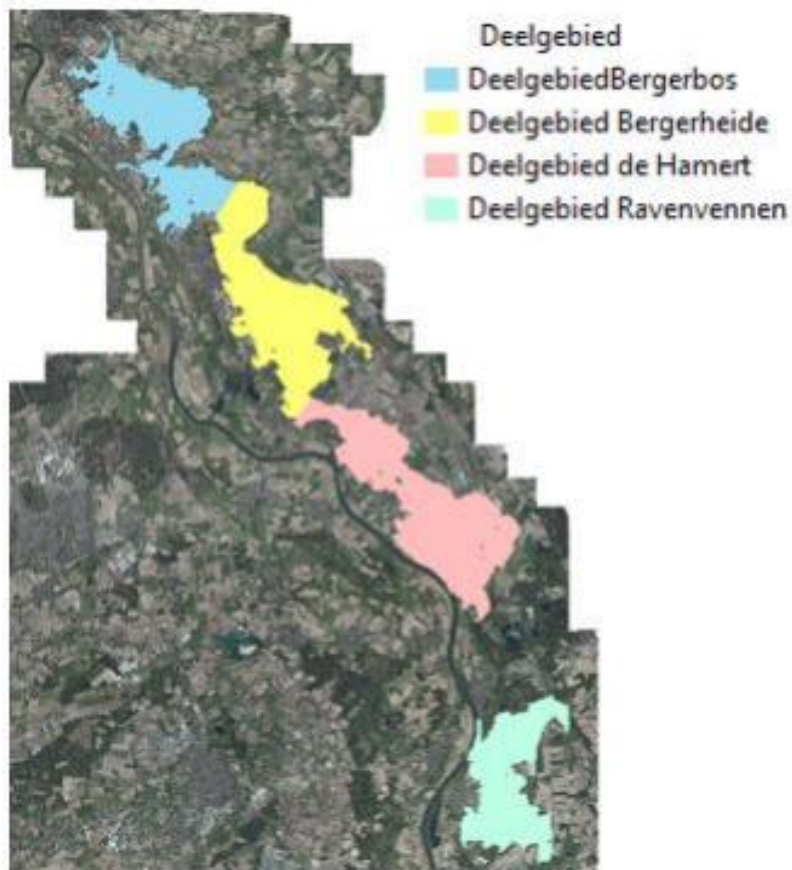 Deelgebied
DeelgebiedBergerbos
Deelgebied Bergerheide
Deelgebied de Hamert
Deelgebied Ravenvennen